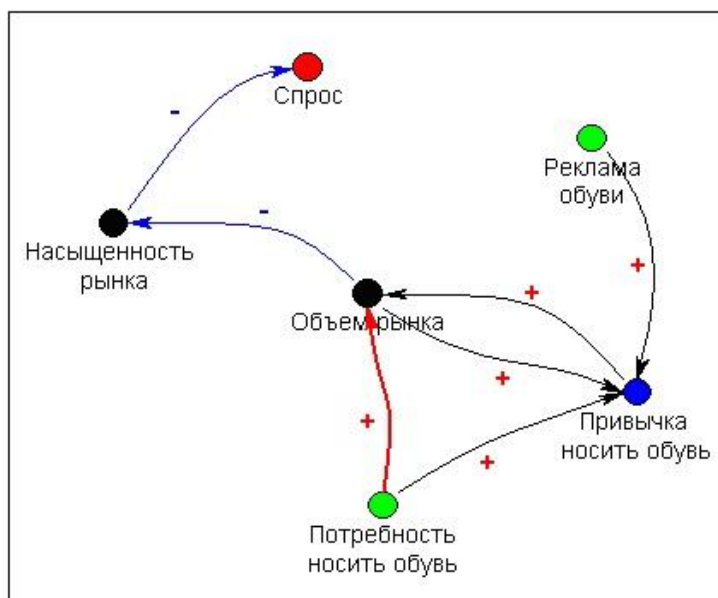 Спрос
-
Реклама
обуви
-
Насыщенность
рынка
+
+
Объем рынка
+
+
Привычка
носить обувь
+
Потребность
носить обувь